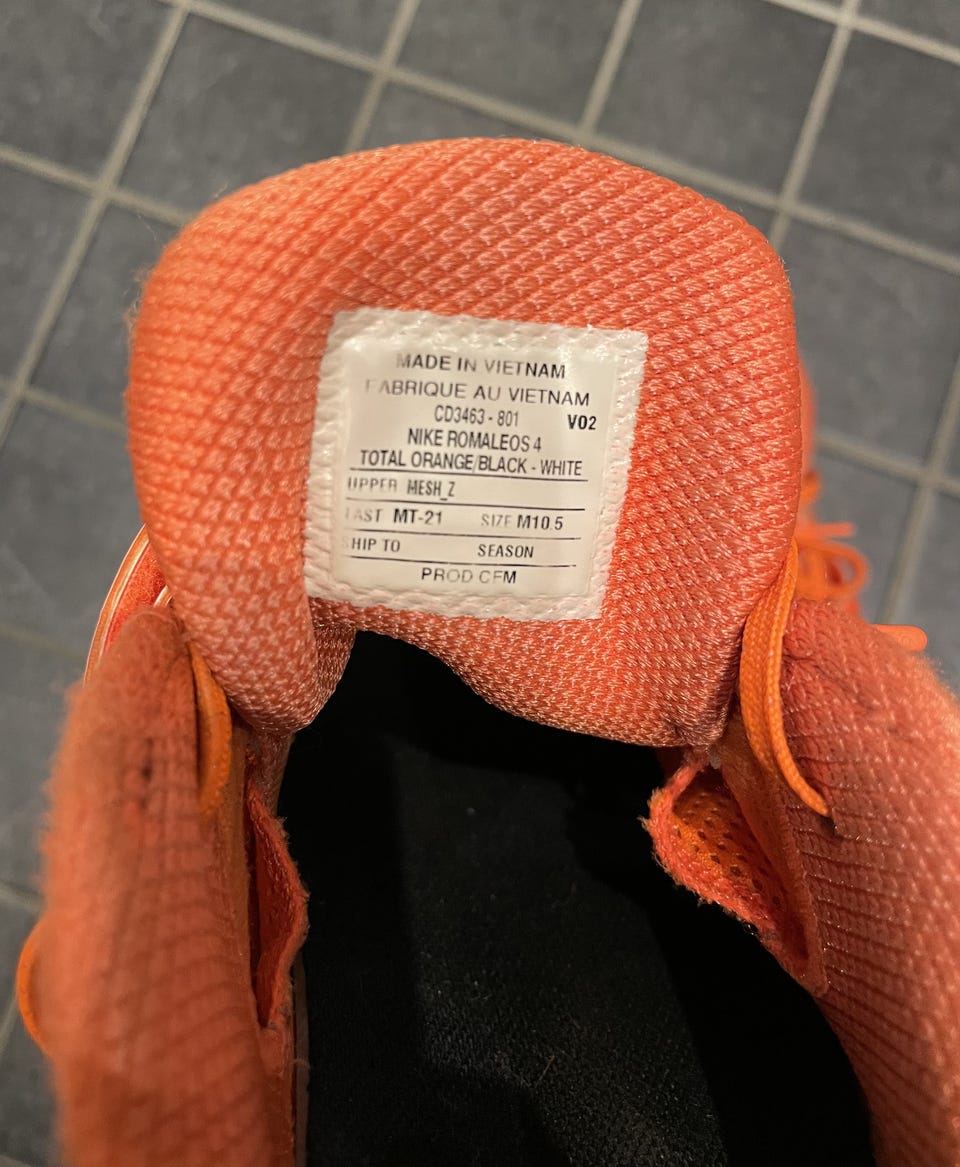 MADE IN VIETNAM
FABRIQUE AU VIETNAM
CD3463 - 801 V02
NIKE ROMALEOS 4
TOTAL ORANGE/BLACK - WHITE
UPPER MESH_Z
LAST MT-21 SIZE M10.5
SHIP TO SEASON
PROD CFM